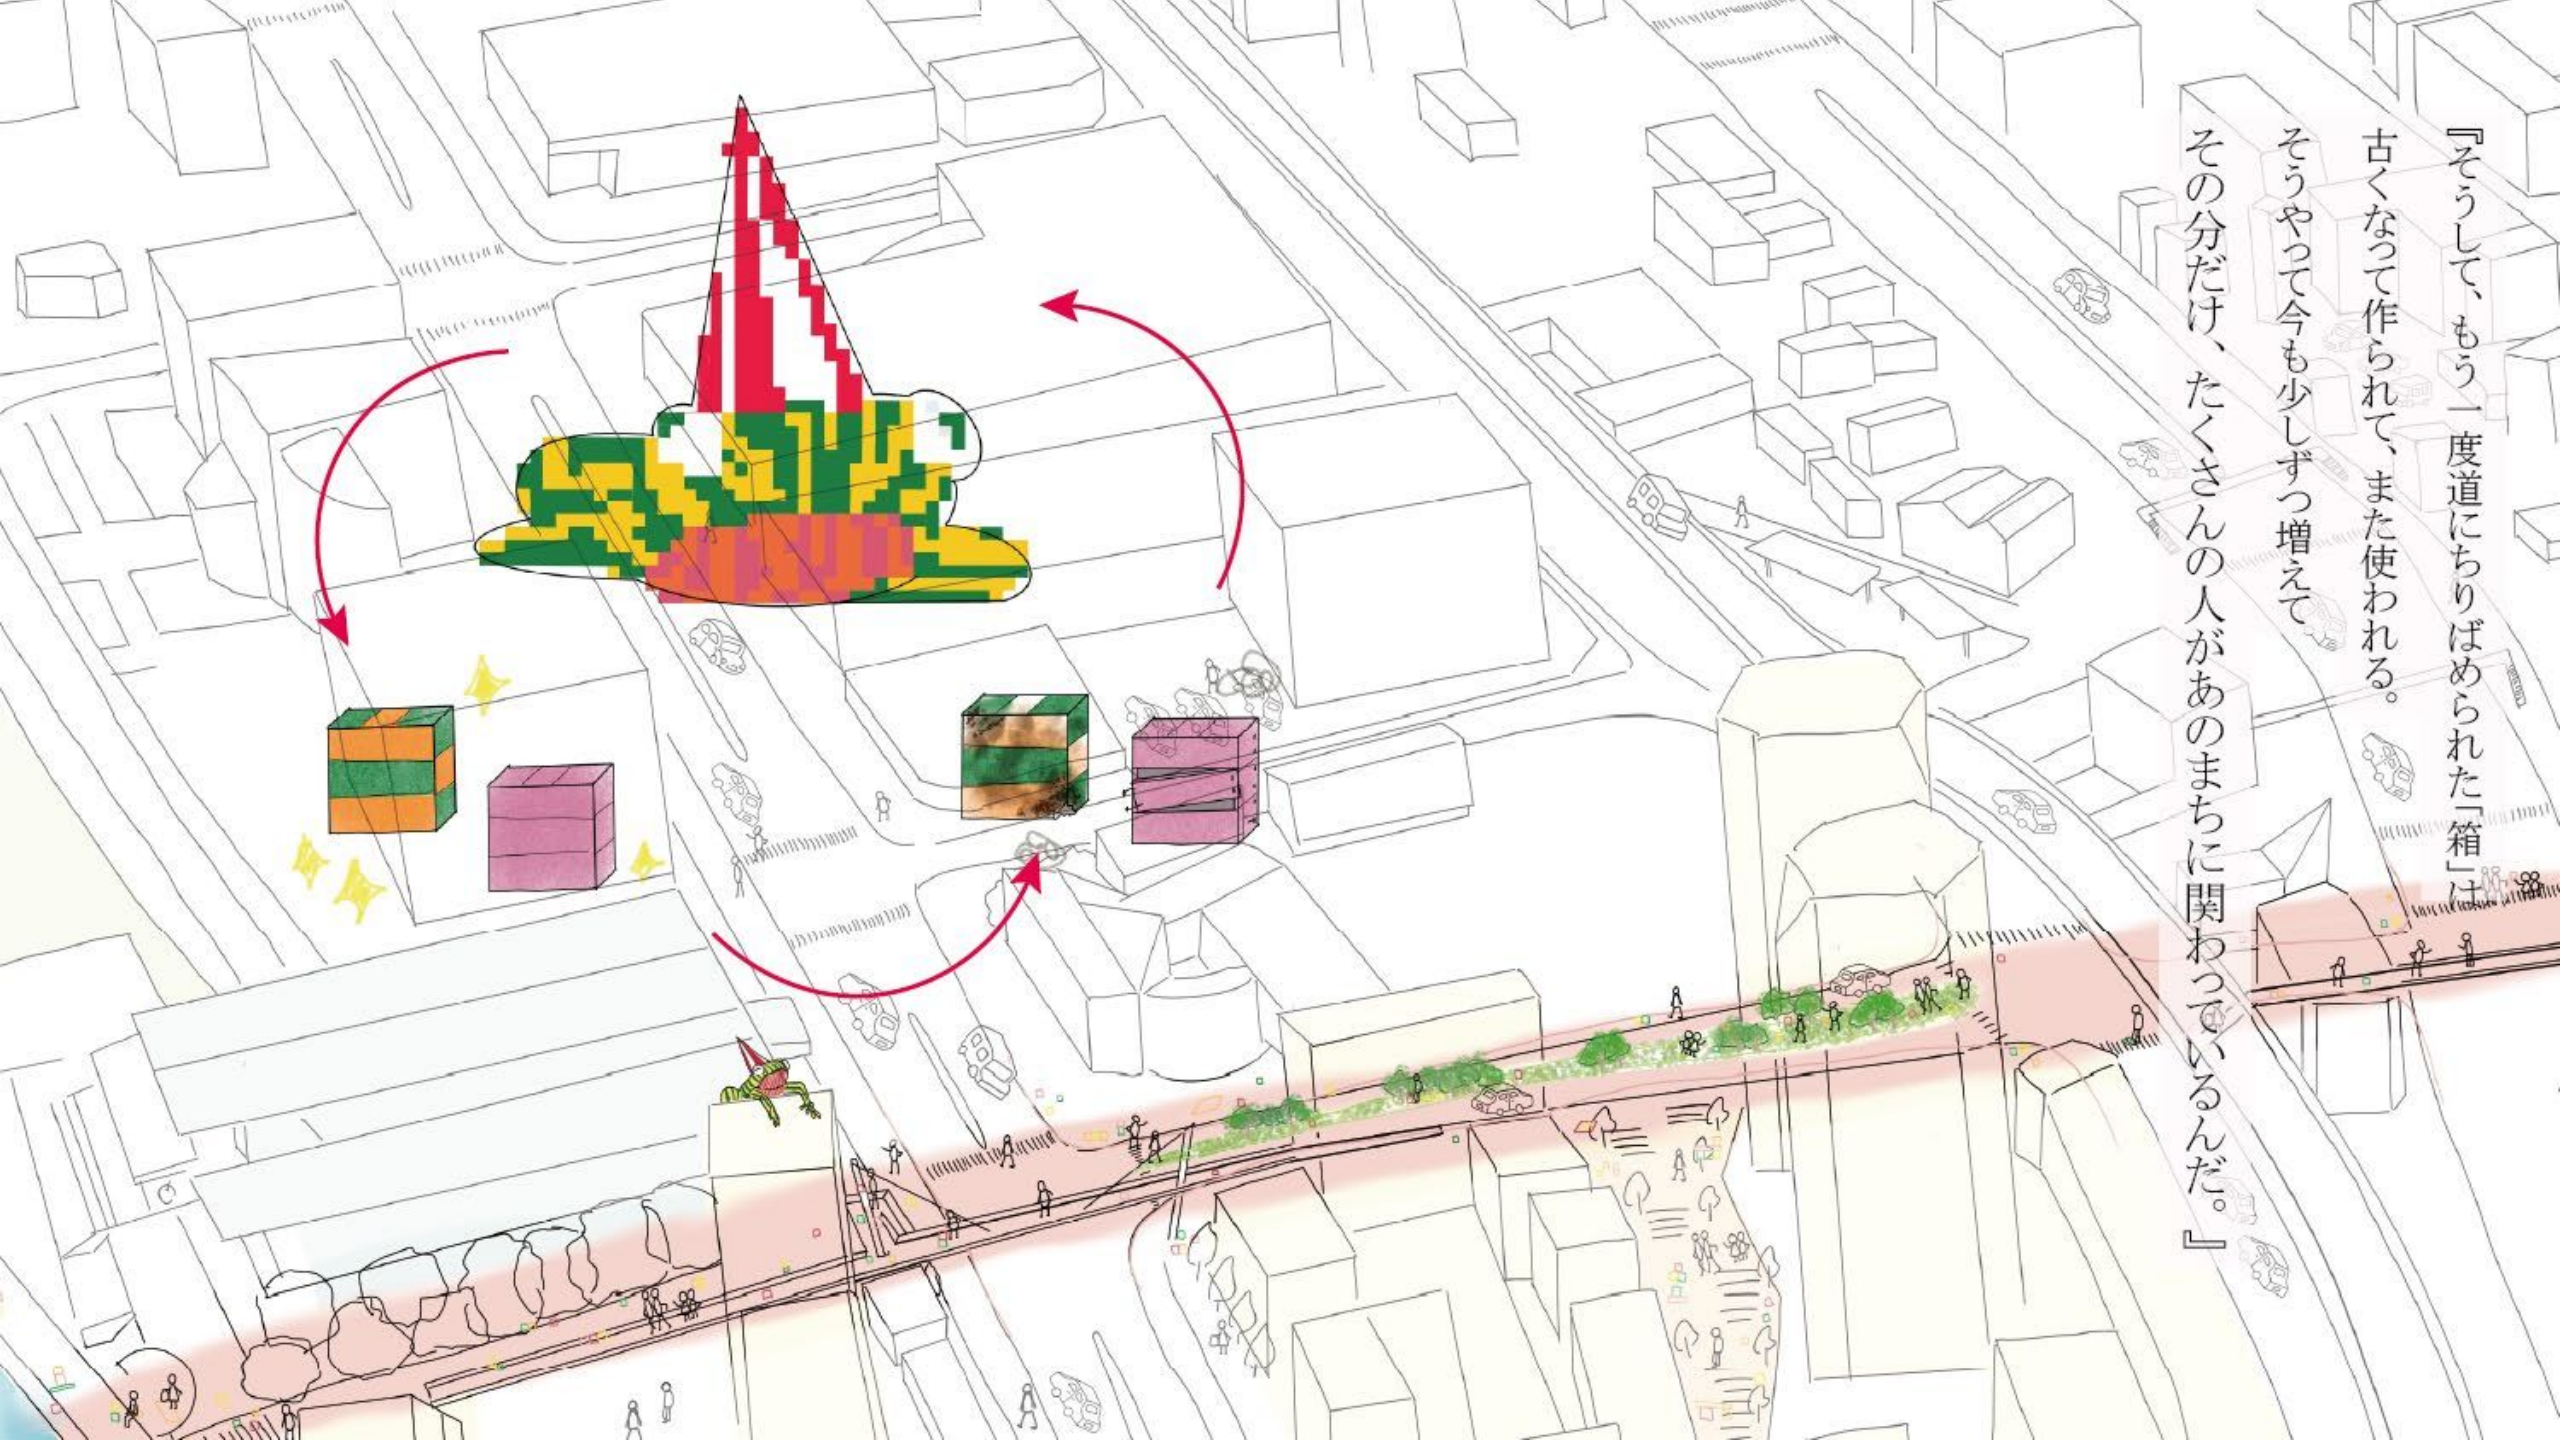 『そうして、もう一度道にちりばめられた「箱」は
古くなって作られて、また使われる。
そうやって今も少しずつ増えて
その分だけ、たくさんの人があのまちに関わっているんだ。』